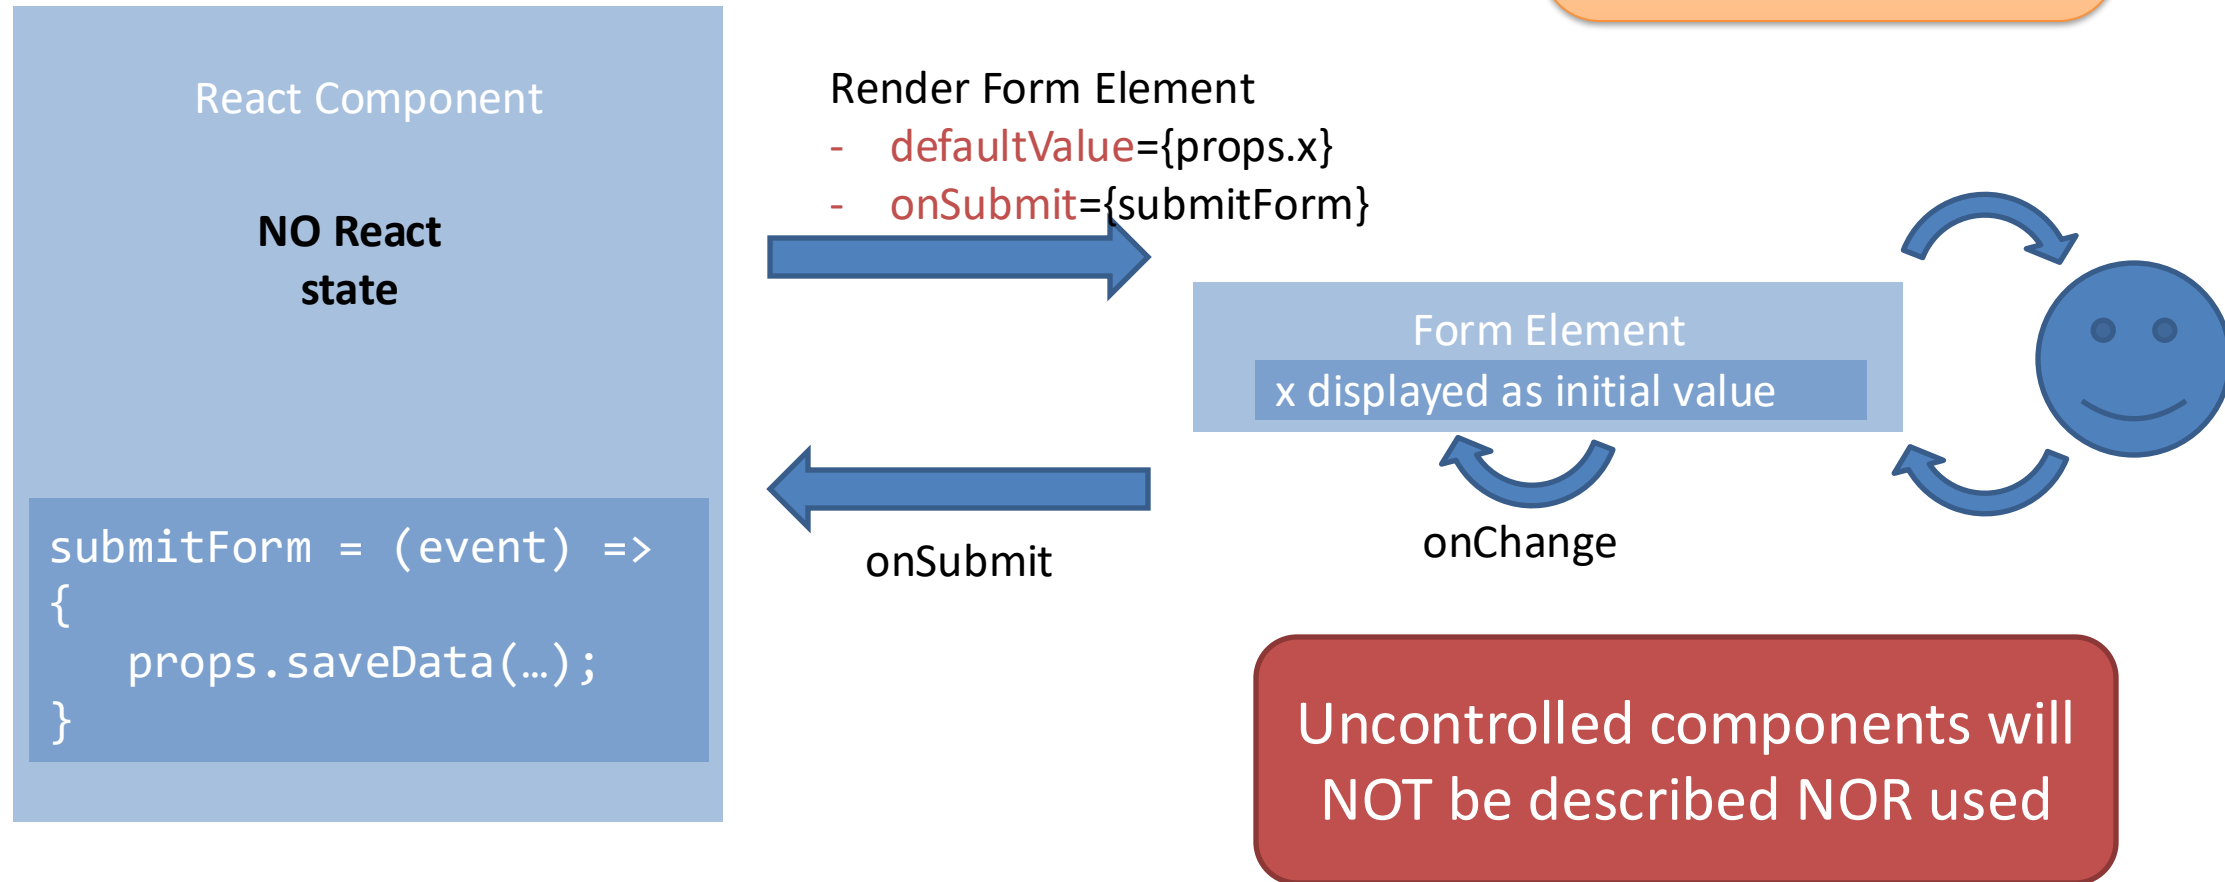 React Component
NO React
state
submitForm = (event) =>
{
props.saveData(…);
}
Render Form Element
- defaultValue={props.x}
- onSubmit={submitForm}
Form Element
x displayed as initial value
onSubmit
onChange
Uncontrolled components will
NOT be described NOR used